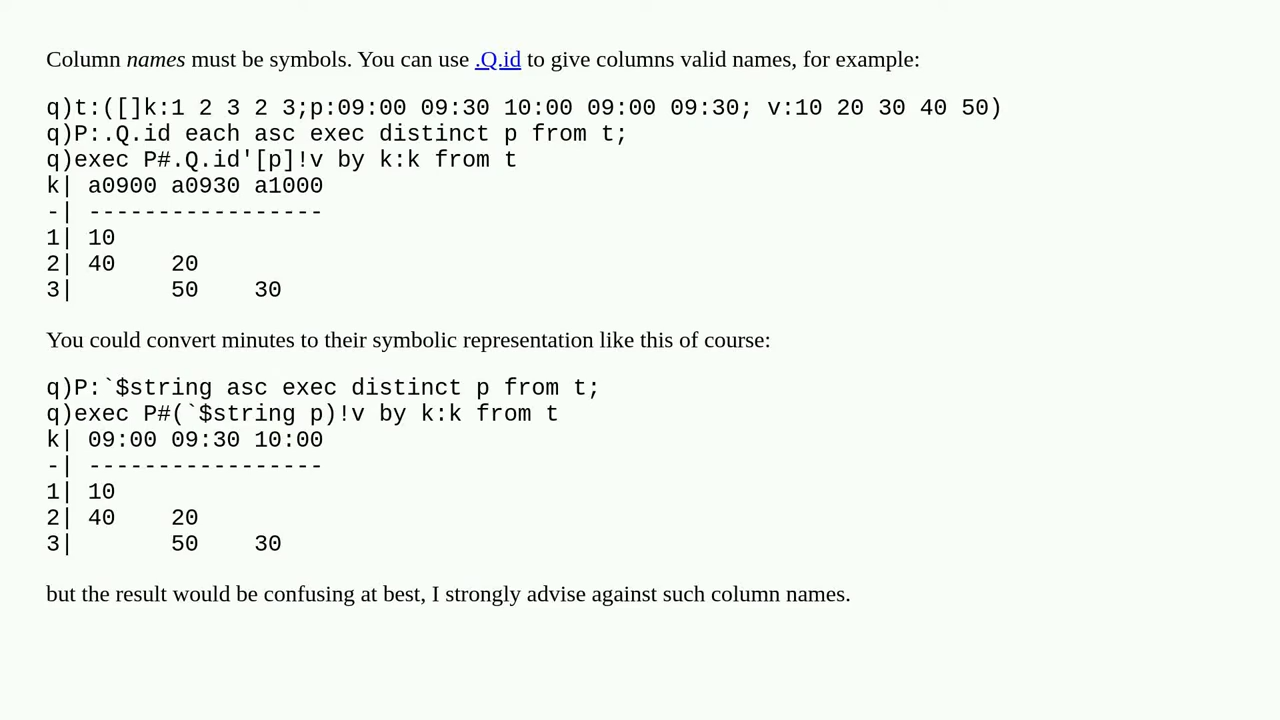 Column names must be symbols. You can use .Q.id to give columns valid names, for example:
q)t:([]k:1 2 3 2 3;p:09:00 09:30 10:00 09:00 09:30; v:10 20 30 40 50)
q)P:.Q.id each asc exec distinct p from t;
q)exec P#.Q.id'[p]!v by k:k from t
k| a0900 a0930 a1000
-| -----------------
1| 10
2| 40    20
3|       50    30
You could convert minutes to their symbolic representation like this of course:
q)P:`$string asc exec distinct p from t;
q)exec P#(`$string p)!v by k:k from t
k| 09:00 09:30 10:00
-| -----------------
1| 10
2| 40    20
3|       50    30
but the result would be confusing at best, I strongly advise against such column names.